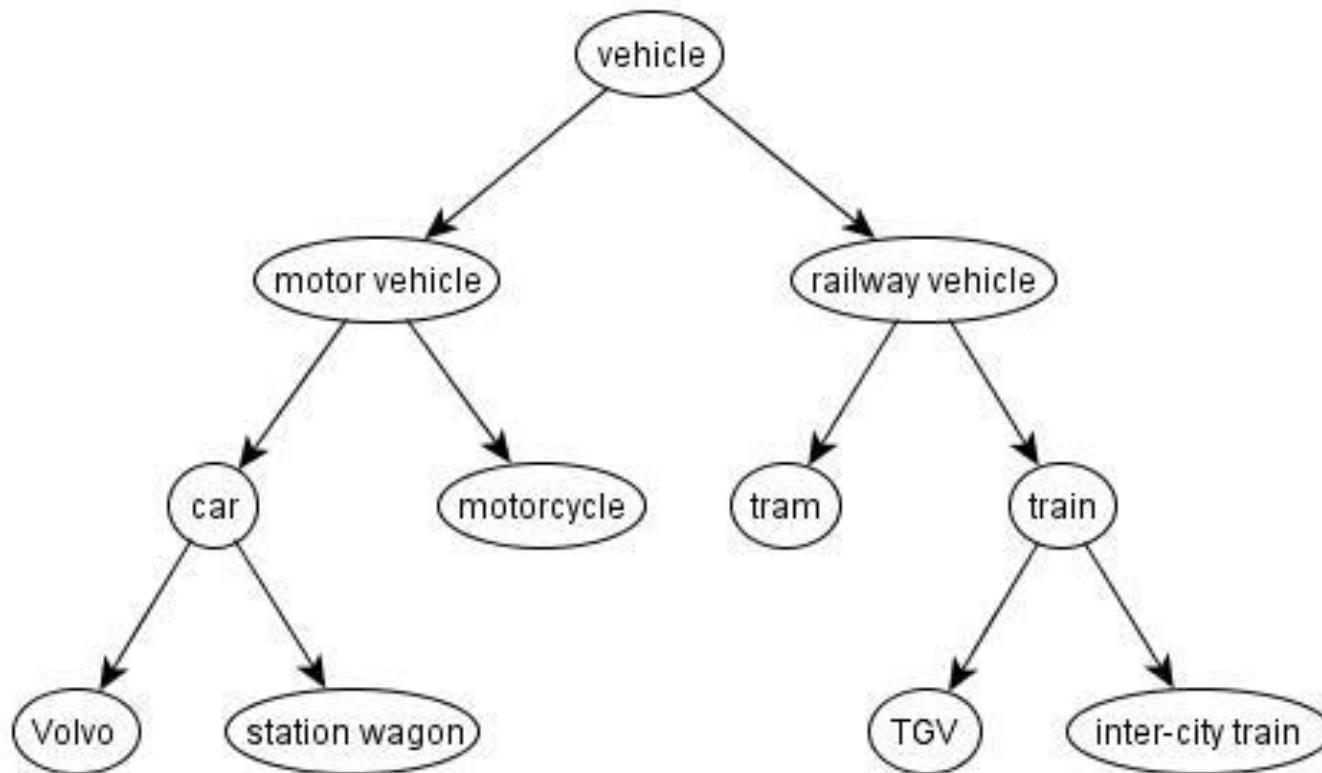 vehicle
motor vehicle
railway vehicle
car
motorcycle
tram
train
Volvo
station wagon
TGV
inter-city train